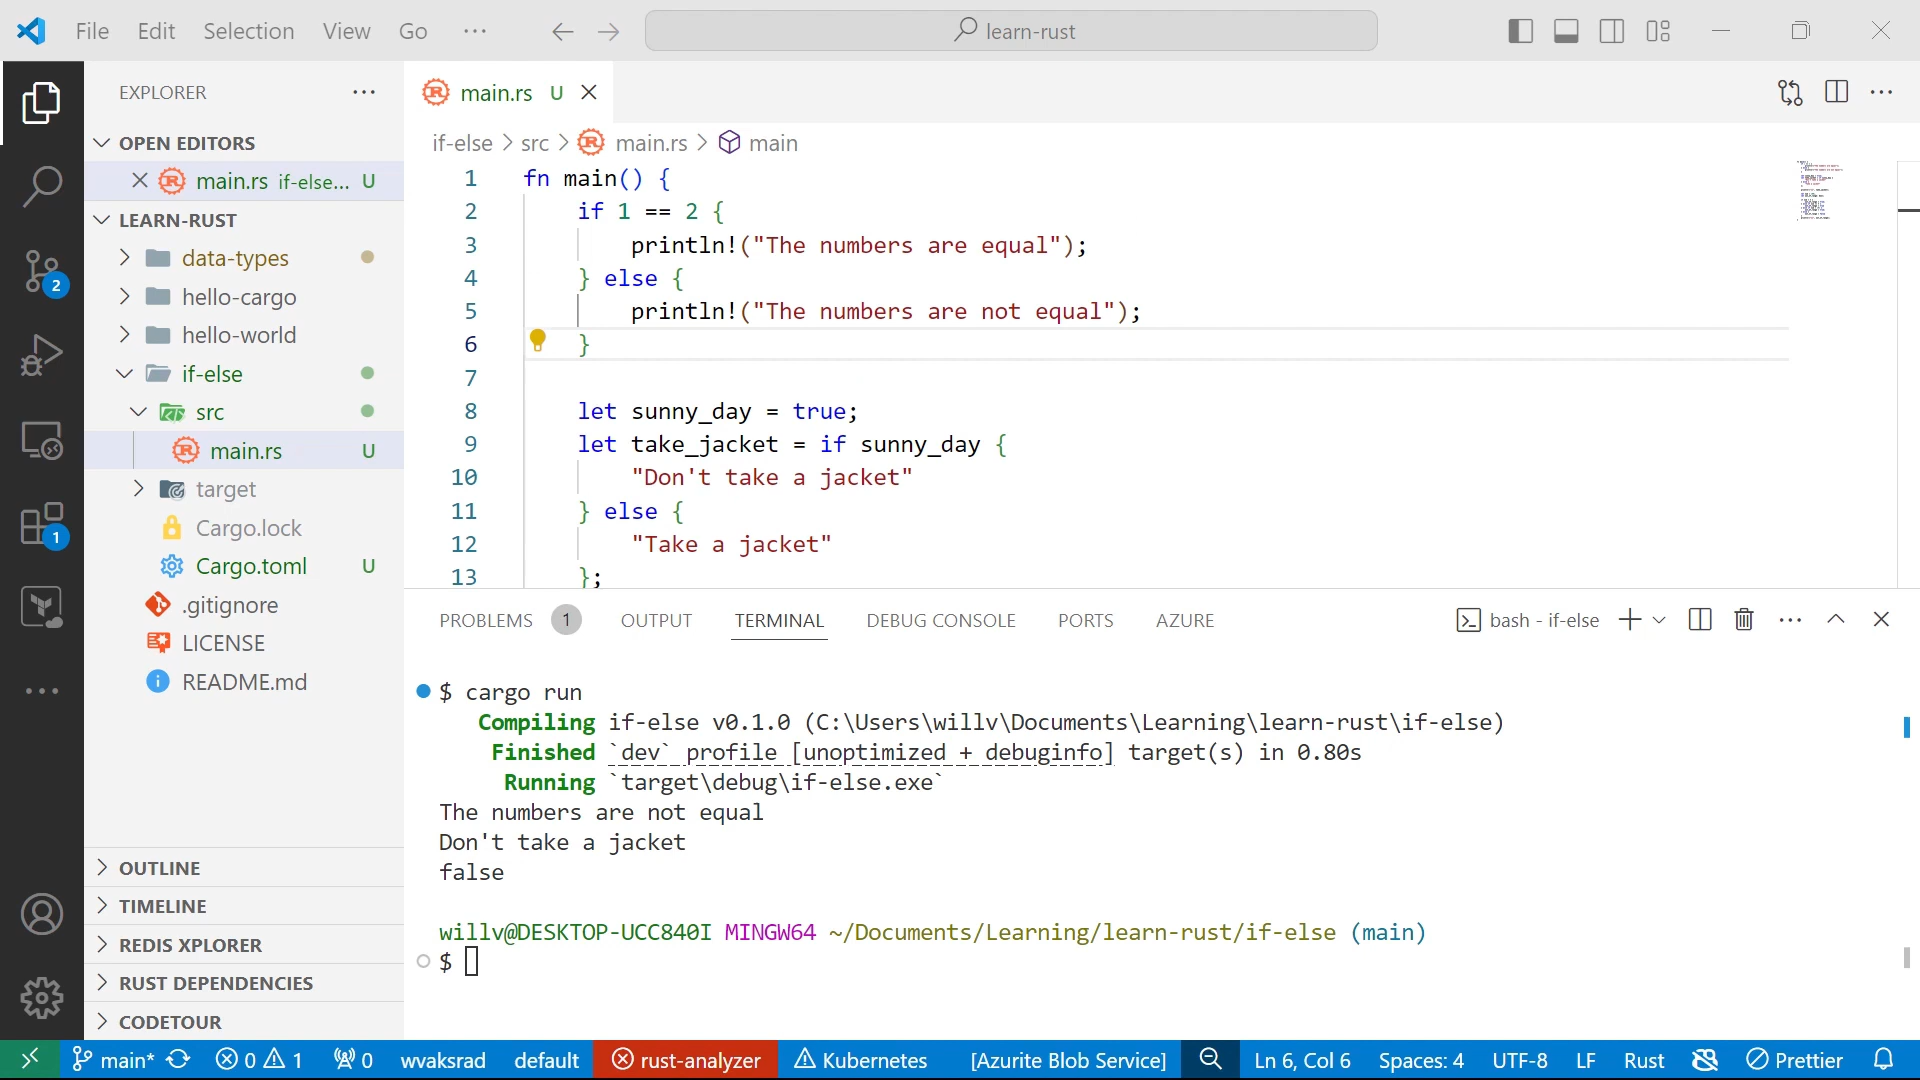 File Edit Selection View Go ··· learn-rust
EXPLORER
OPEN EDITORS
main.rs if-else... U
LEARN-RUST
data-types
hello-cargo
hello-world
if-else
src
main.rs U
target
Cargo.lock
Cargo.toml U
.gitignore
LICENSE
README.md
OUTLINE
TIMELINE
REDIS XPLORER
RUST DEPENDENCIES
CODETOUR
2
1
main.rs U
if-else > src > main.rs > main
1 fn main() {
2 if 1 == 2 {
3 println!("The numbers are equal");
4 } else {
5 println!("The numbers are not equal");
6 }
7
8 let sunny_day = true;
9 let take_jacket = if sunny_day {
10 "Don't take a jacket"
11 } else {
12 "Take a jacket"
13 };
PROBLEMS 1 OUTPUT TERMINAL DEBUG CONSOLE PORTS AZURE bash - if-else
$ cargo run
Compiling if-else v0.1.0 (C:\Users\willv\Documents\Learning\learn-rust\if-else)
Finished `dev` profile [unoptimized + debuginfo] target(s) in 0.80s
Running `target\debug\if-else.exe`
The numbers are not equal
Don't take a jacket
false
willv@DESKTOP-UCC840I MINGW64 ~/Documents/Learning/learn-rust/if-else (main)
$
main* 0 1 0 wvaksrad default rust-analyzer Kubernetes [Azurite Blob Service] Ln 6, Col 6 Spaces: 4 UTF-8 LF Rust Prettier